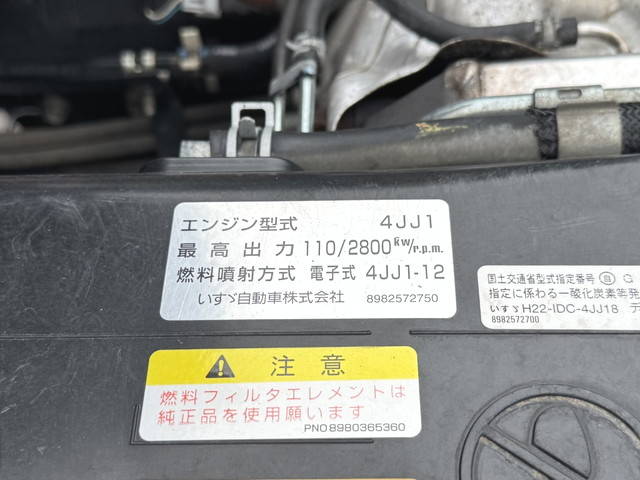 エンジン型式 4JJ1
最高出力 110/2800kW/r.p.m.
燃料噴射方式 電子式 4JJ1-12
いすゞ自動車株式会社 8982572750
国土交通省型式指定番号 G
指定に係わる一酸化炭素等発
いすゞH22-IDC-4JJ18 デ
8982572700
注意
燃料フィルタエレメントは
純正品を使用願います
PNO8980365360